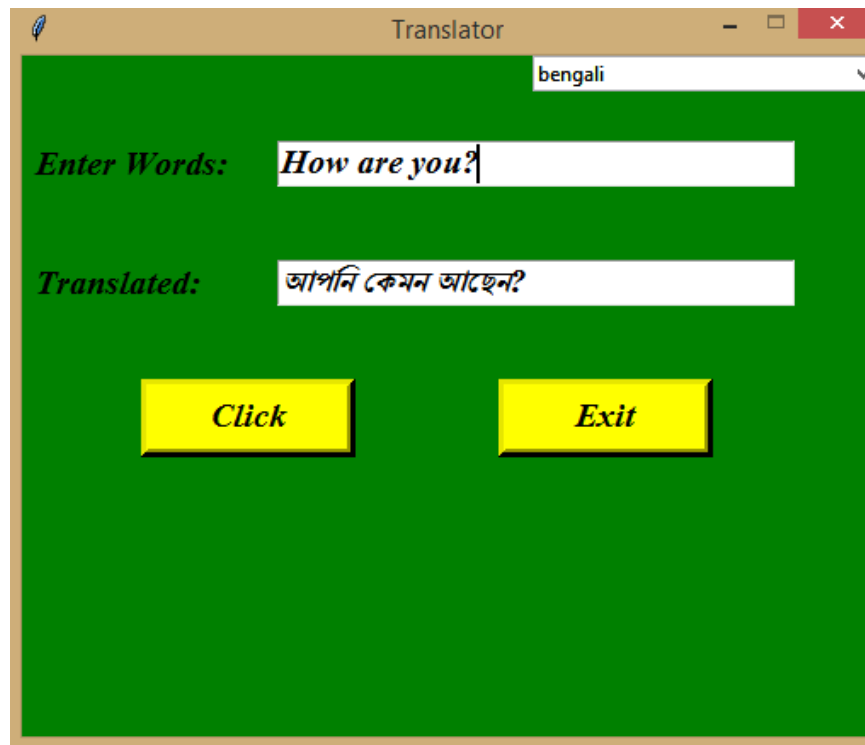 Translator
bengali
Enter Words: How are you?
Translated: আপনি কেমন আছেন?
Click Exit